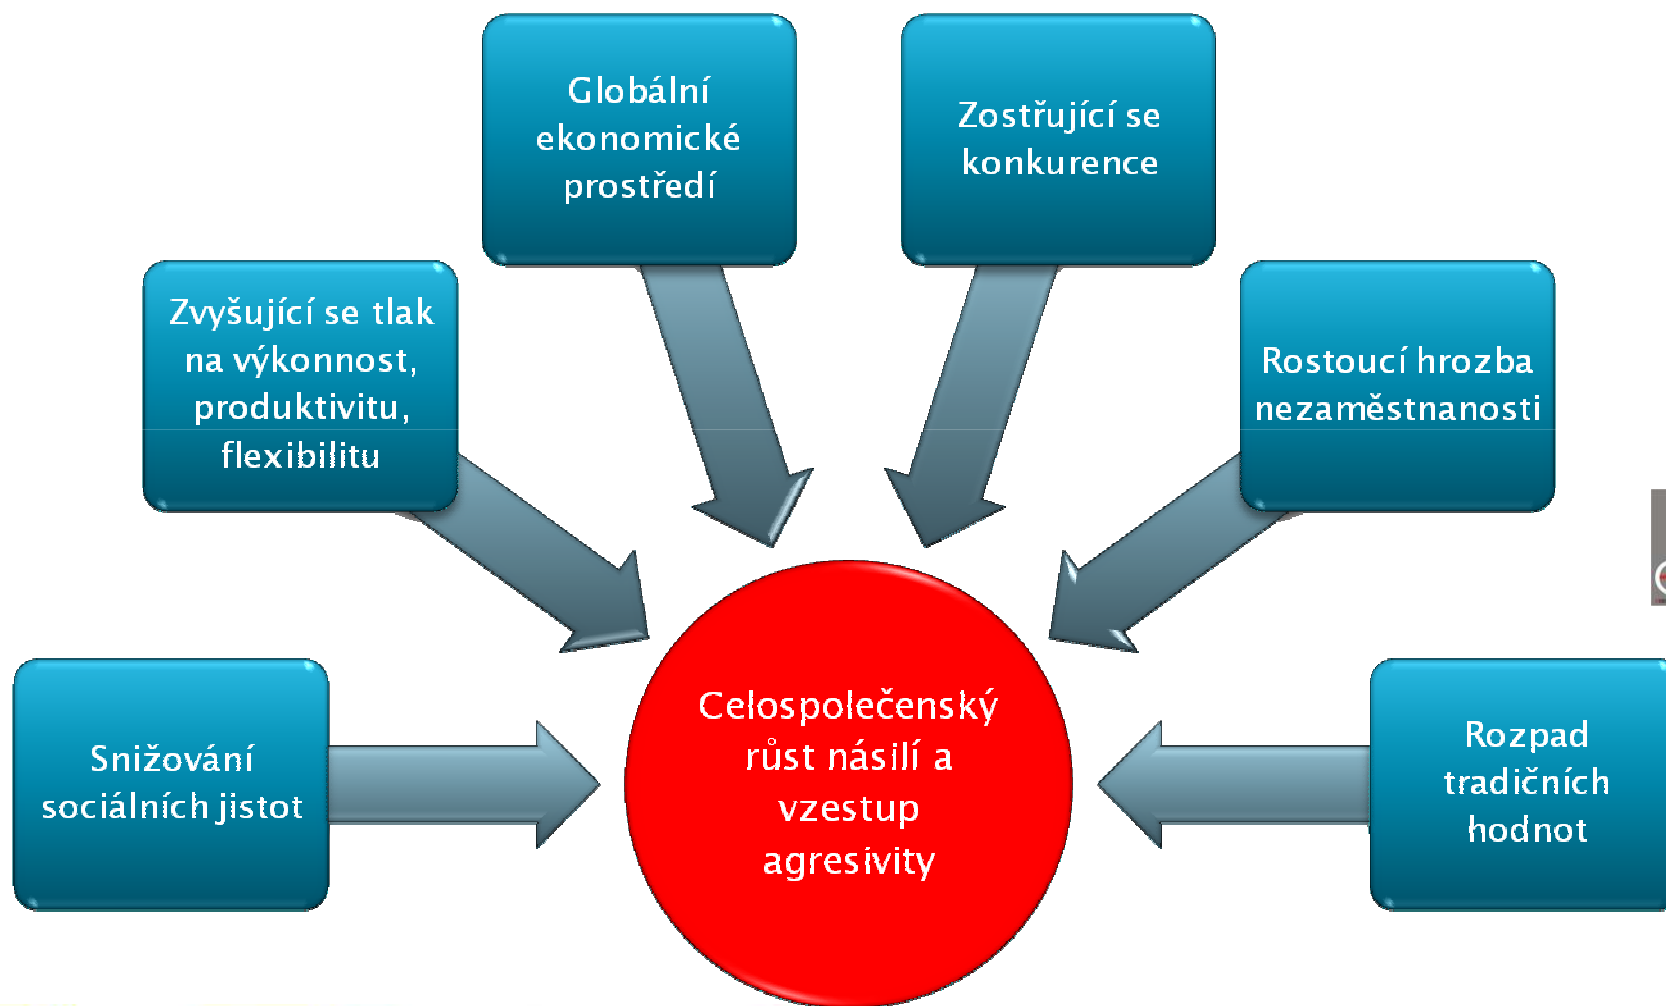 Globální
ekonomické
prostředí
Zostřující se
konkurence
Zvyšující se tlak
na výkonnost,
produktivitu,
flexibilitu
Rostoucí hrozba
nezaměstnanosti
Snižování
sociálních jistot
Celospolečenský
růst násilí a
vzestup
agresivity
Rozpad
tradičních
hodnot